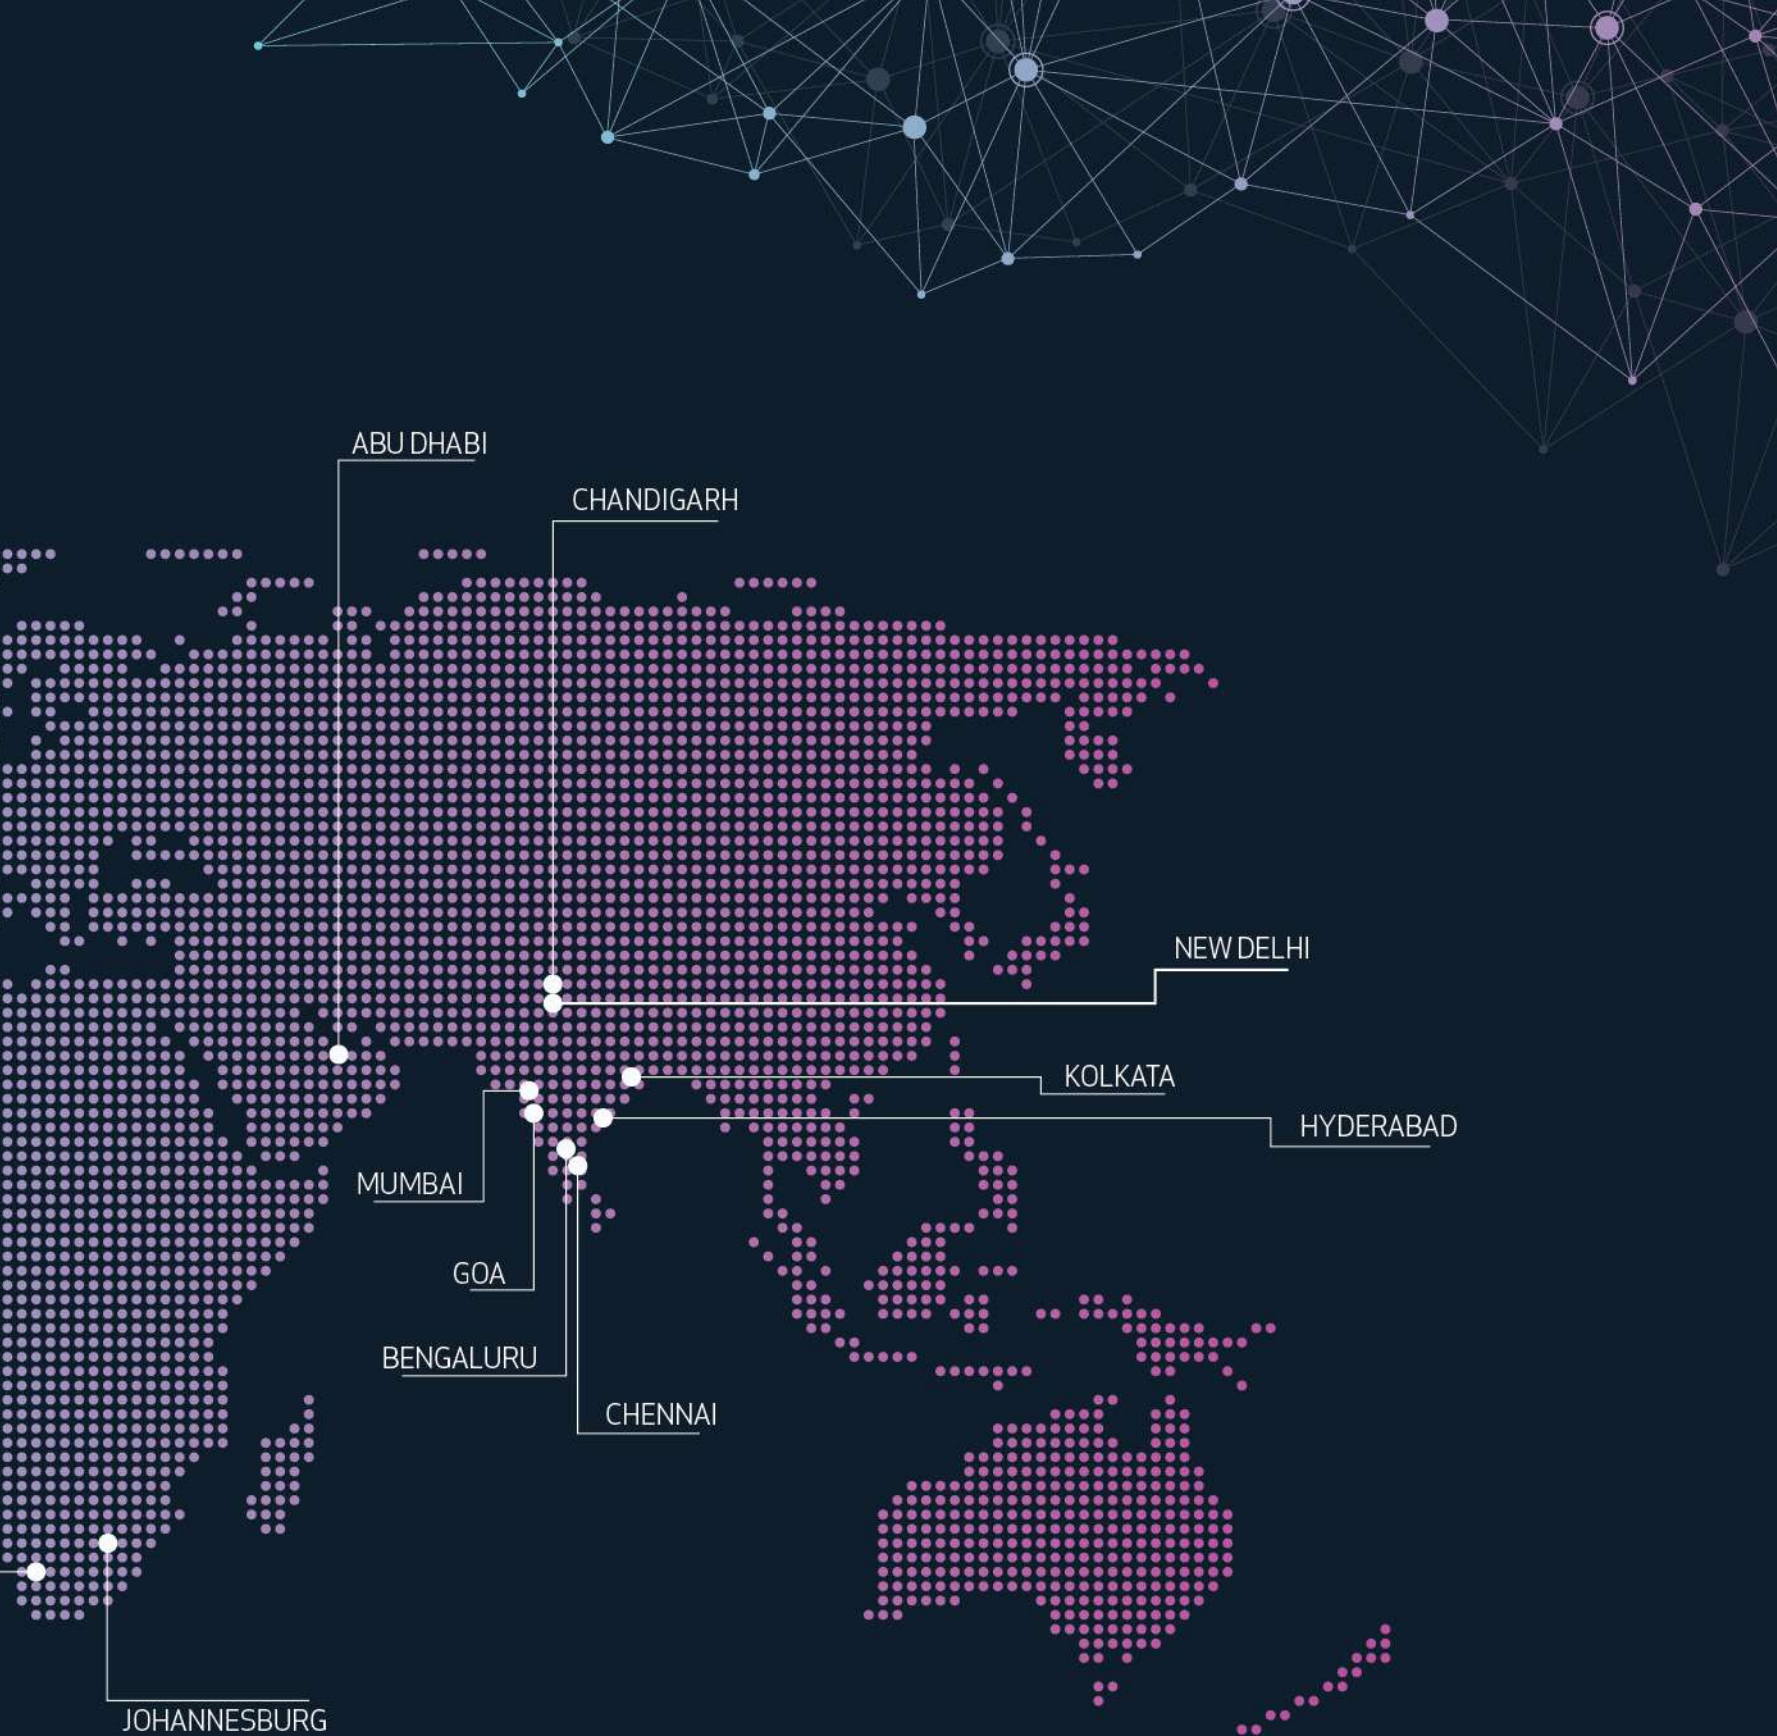 ABU DHABI
CHANDIGARH
NEW DELHI
KOLKATA
HYDERABAD
MUMBAI
GOA
BENGALURU
CHENNAI
JOHANNESBURG